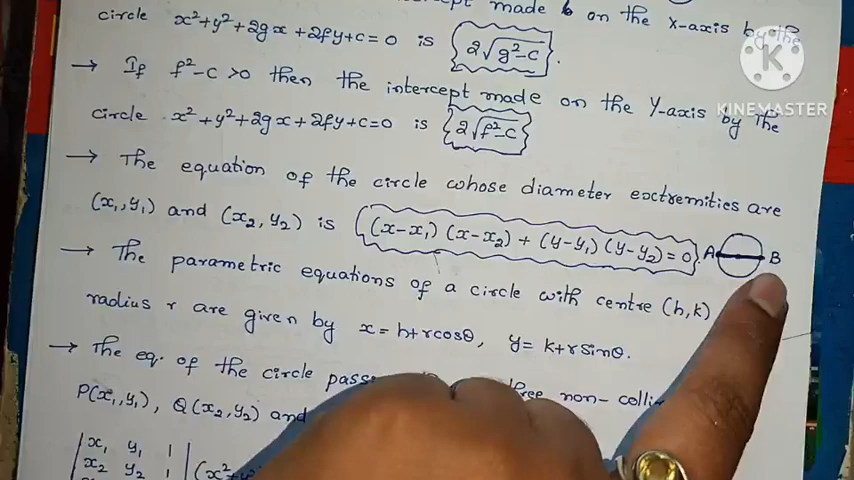 made on the X-axis by the
circle x²+y²+2gx+2fy+c=0 is 2√g²-c.
→ If f²-c >0 then the intercept made on the Y-axis by the
circle x²+y²+2gx+2fy+c=0 is 2√f²-c
→ The equation of the circle whose diameter exctremities are
(x₁,y₁) and (x₂,y₂) is (x-x₁)(x-x₂)+(y-y₁)(y-y₂)=0. A B
→ The parametric equations of a circle with centre (h,k)
radius r are given by x=h+rcosθ, y=k+rsinθ.
→ The eq. of the circle non-
P(x₁,y₁), Q(x₂,y₂) and
x₁ y₁ 1
x₂ y₂ 1
K
KINEMASTER